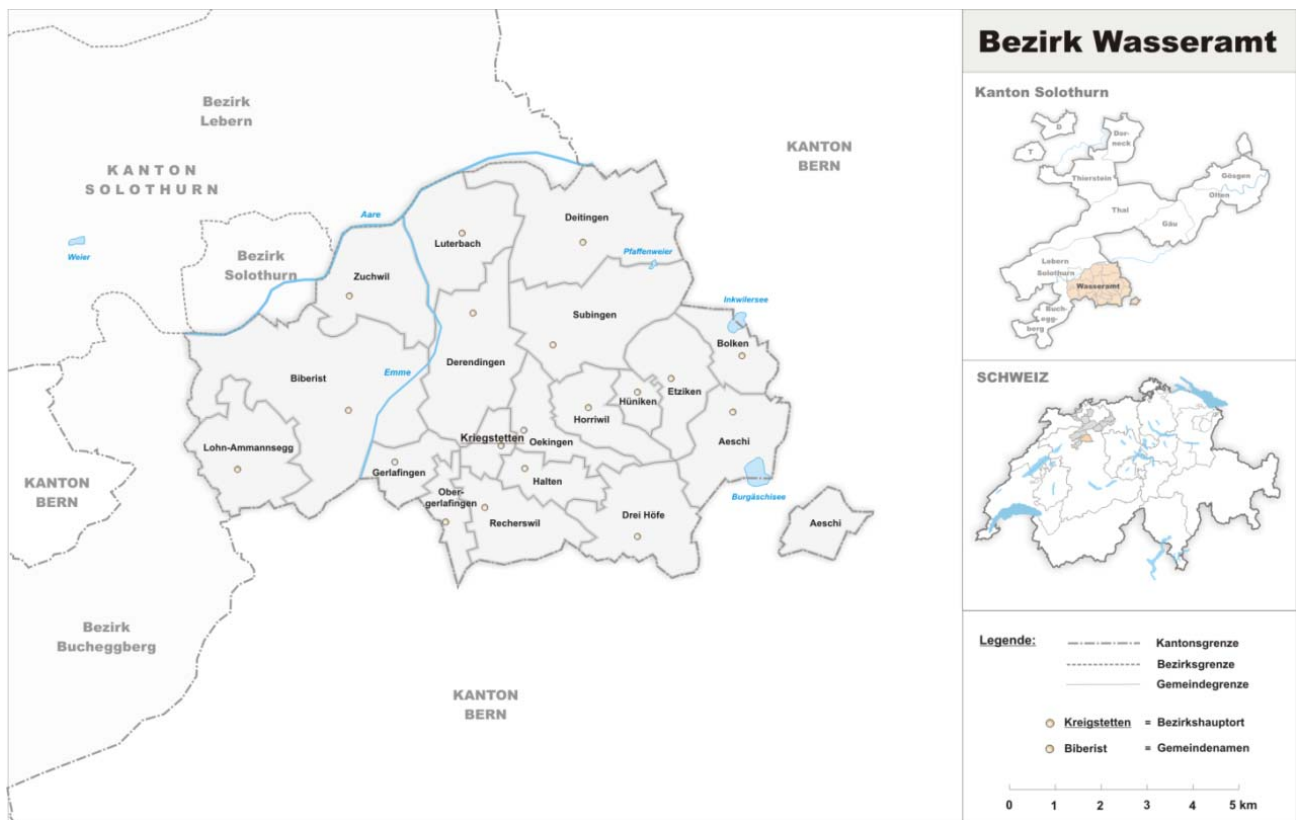 Bezirk
Lebern
KANTON
SOLOTHURN
KANTON
BERN
Aare
Weier
Bezirk
Solothurn
Luterbach
Deitingen
Pfaffenweier
Zuchwil
Inkwilersee
Subingen
Bolken
Biberist
Emme
Derendingen
Etziken
Hüniken
Horriwil
Aeschi
Kriegstetten
Oekingen
Lohn-Ammannsegg
Gerlafingen
Halten
KANTON
BERN
Ober-
gerlafingen
Burgäschisee
Recherswil
Drei Höfe
Aeschi
Bezirk
Bucheggberg
KANTON
BERN
Bezirk Wasseramt
Kanton Solothurn
D
Dor-
neck
T
Thierstein
Gösgen
Olten
Thal
Gäu
Lebern
Solothurn
Wasseramt
Buch-
egg-
berg
SCHWEIZ
Legende:
Kantonsgrenze
Bezirksgrenze
Gemeindegrenze
Kreigstetten = Bezirkshauptort
Biberist = Gemeindenamen
0 1 2 3 4 5 km